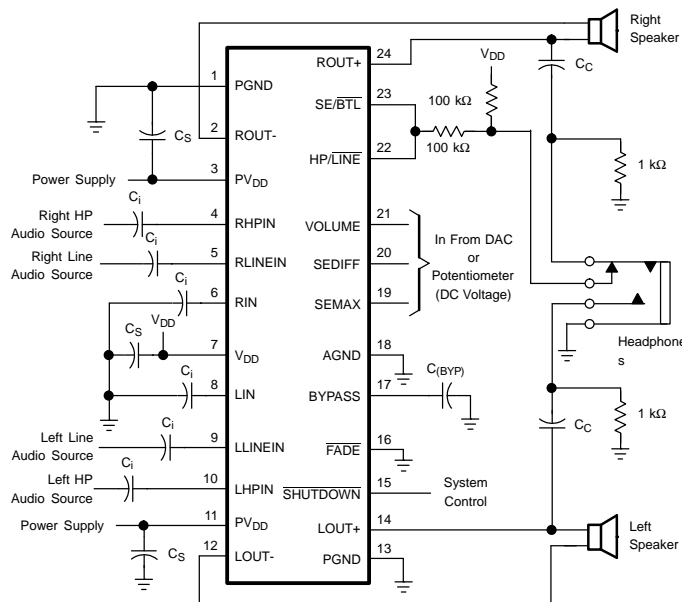 Right
Speaker
24
ROUT+
CC
VDD
1
PGND
23
SE/BTL
100 kΩ
CS
2
ROUT-
22
HP/LINE
100 kΩ
1 kΩ
Power Supply
3
PVDD
Ci
Right HP
Audio Source
4
RHPIN
Ci
21
VOLUME
In From DAC
or
Potentiometer
(DC Voltage)
Right Line
Audio Source
5
RLINEIN
20
SEDIFF
Ci
6
RIN
19
SEMAX
VDD
CS
7
VDD
18
AGND
Headphone
s
Ci
8
LIN
C(BYP)
17
BYPASS
Left Line
Audio Source
Ci
9
LLINEIN
16
FADE
CC
1 kΩ
Left HP
Audio Source
Ci
10
LHPIN
15
SHUTDOWN
System
Control
Power Supply
11
PVDD
14
LOUT+
Left
Speaker
CS
12
LOUT-
13
PGND